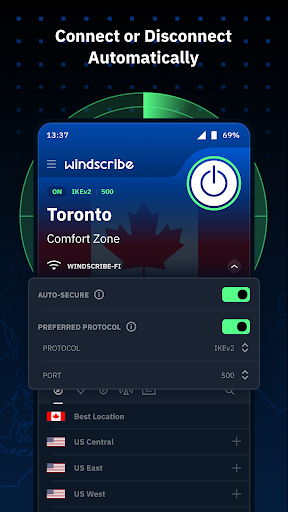 Connect or Disconnect
Automatically
13:37
69%
windscribe
ON IKEv2 500
Toronto
Comfort Zone
WINDSCRIBE-FI
AUTO-SECURE
PREFERRED PROTOCOL
PROTOCOL IKEv2
PORT 500
Best Location
US Central
US East
US West